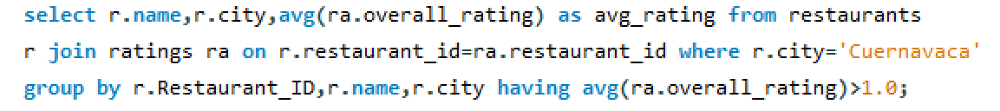 select r.name,r.city,avg(ra.overall_rating) as avg_rating from restaurants
r join ratings ra on r.restaurant_id=ra.restaurant_id where r.city='Cuernavaca'
group by r.Restaurant_ID,r.name,r.city having avg(ra.overall_rating)>1.0;